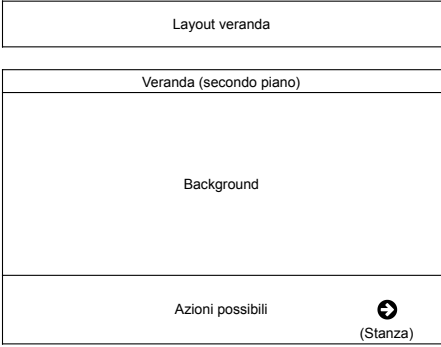 Layout veranda
Veranda (secondo piano)
Background
Azioni possibili
(Stanza)